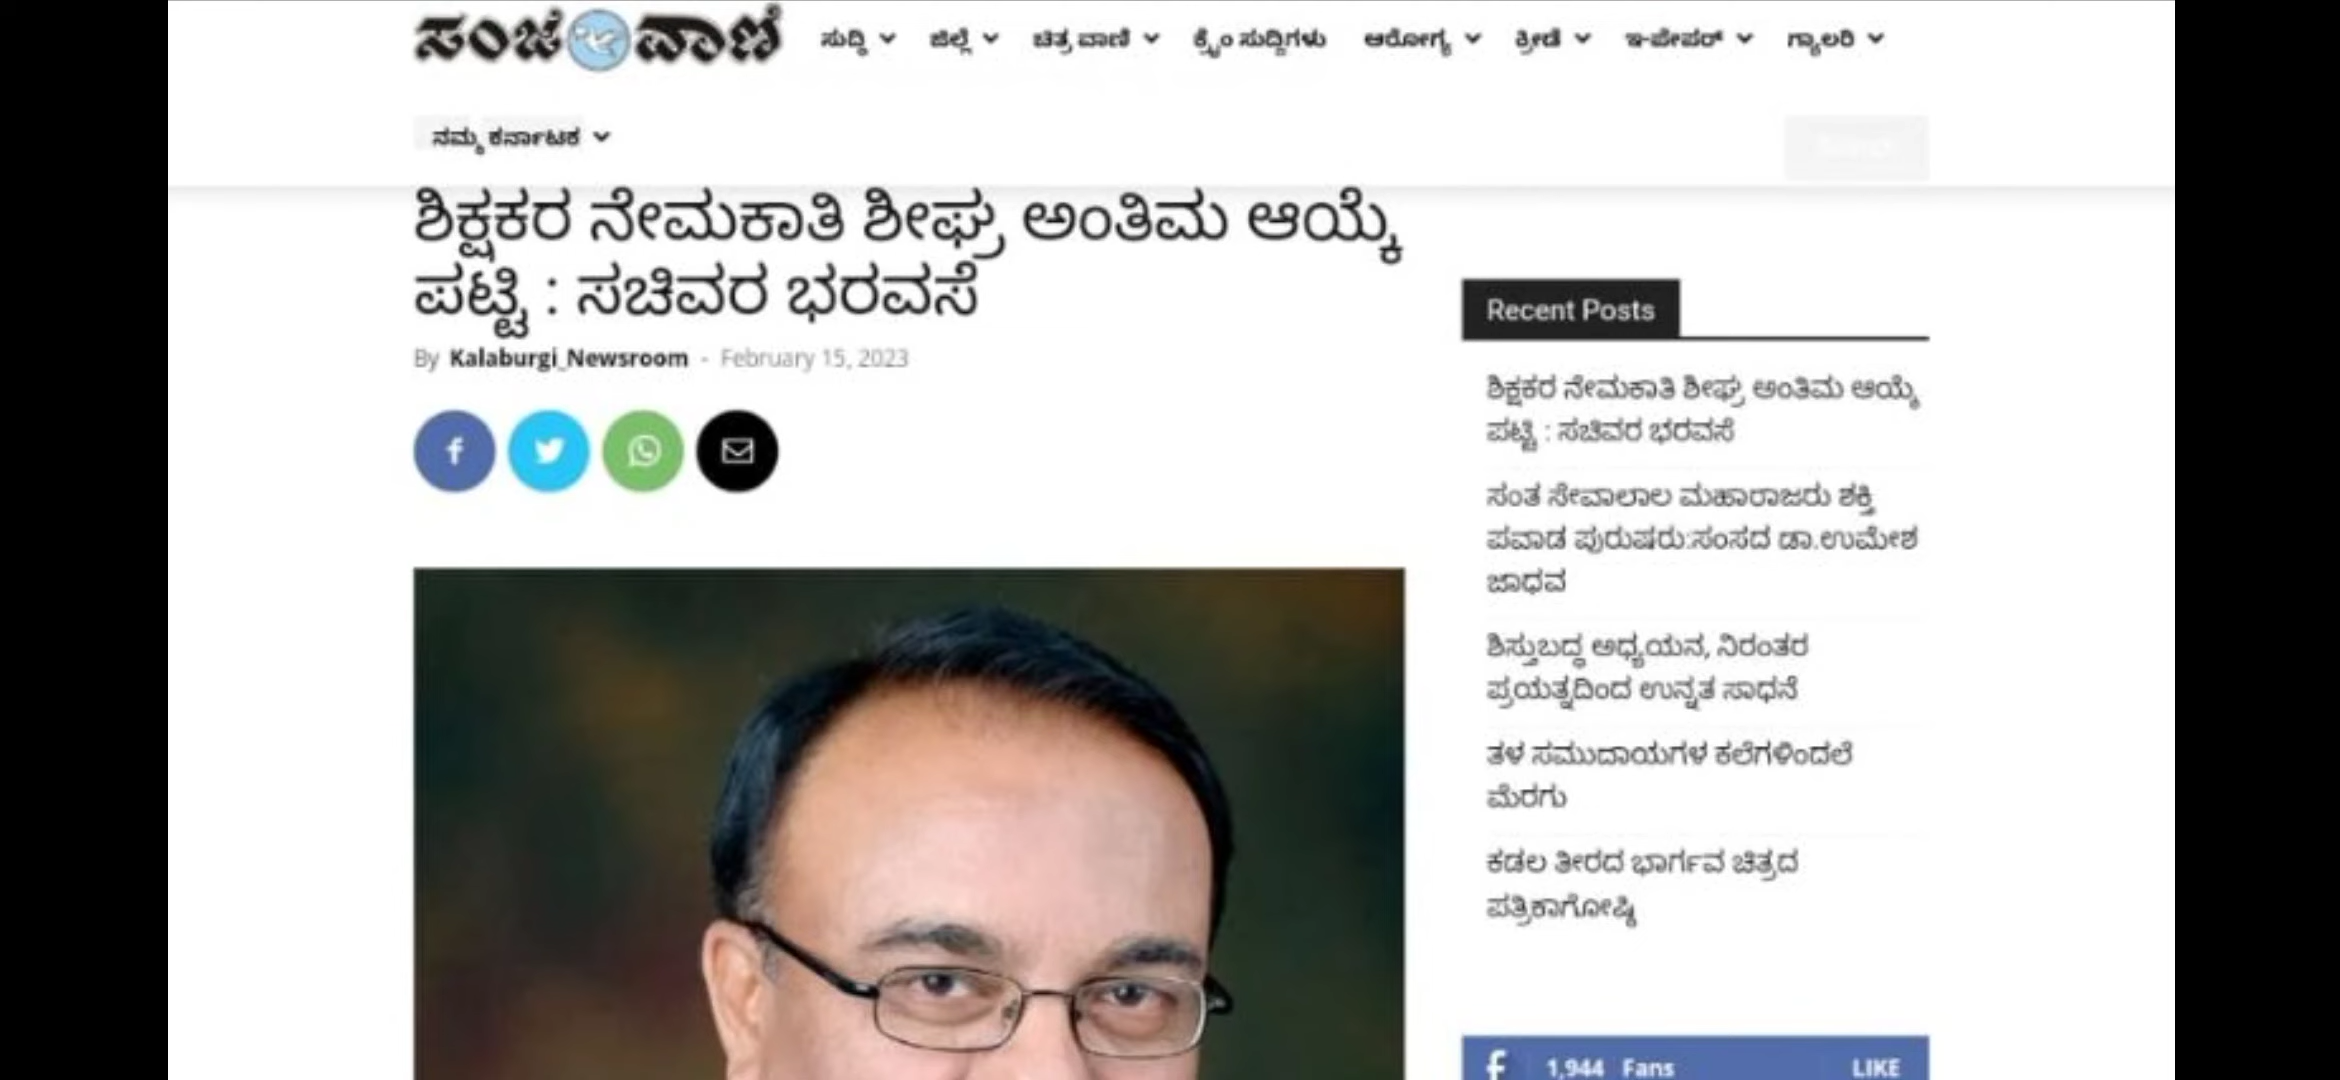 ಸಂಜೆ ವಾಣಿ
ಸುದ್ದಿ ಜಿಲ್ಲೆ ಚಿತ್ರ ವಾಣಿ ಕ್ರೈಂ ಸುದ್ದಿಗಳು ಆರೋಗ್ಯ ಕ್ರೀಡೆ ಇ-ಪೇಪರ್ ಗ್ಯಾಲರಿ
ನಮ್ಮ ಕರ್ನಾಟಕ
Search
ಶಿಕ್ಷಕರ ನೇಮಕಾತಿ ಶೀಘ್ರ ಅಂತಿಮ ಆಯ್ಕೆ
ಪಟ್ಟಿ : ಸಚಿವರ ಭರವಸೆ
By Kalaburgi_Newsroom - February 15, 2023
Recent Posts
ಶಿಕ್ಷಕರ ನೇಮಕಾತಿ ಶೀಘ್ರ ಅಂತಿಮ ಆಯ್ಕೆ
ಪಟ್ಟಿ : ಸಚಿವರ ಭರವಸೆ
ಸಂತ ಸೇವಾಲಾಲ ಮಹಾರಾಜರು ಶಕ್ತಿ
ಪವಾಡ ಪುರುಷರು:ಸಂಸದ ಡಾ.ಉಮೇಶ
ಜಾಧವ
ಶಿಸ್ತುಬದ್ಧ ಅಧ್ಯಯನ, ನಿರಂತರ
ಪ್ರಯತ್ನದಿಂದ ಉನ್ನತ ಸಾಧನೆ
ತಳ ಸಮುದಾಯಗಳ ಕಲೆಗಳಿಂದಲೆ
ಮೆರಗು
ಕಡಲ ತೀರದ ಭಾರ್ಗವ ಚಿತ್ರದ
ಪತ್ರಿಕಾಗೋಷ್ಠಿ
1,944 Fans LIKE